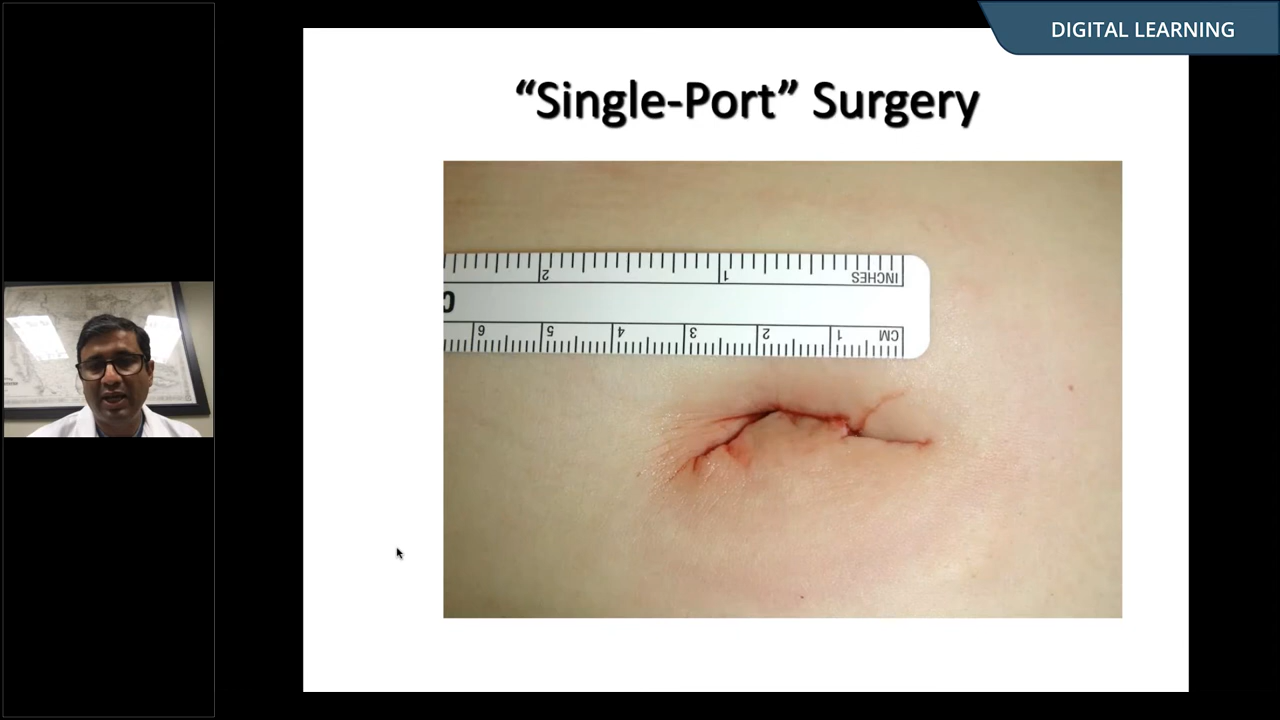 DIGITAL LEARNING
“Single-Port” Surgery
2 1 INCHES
C
6 5 4 3 2 1 CM